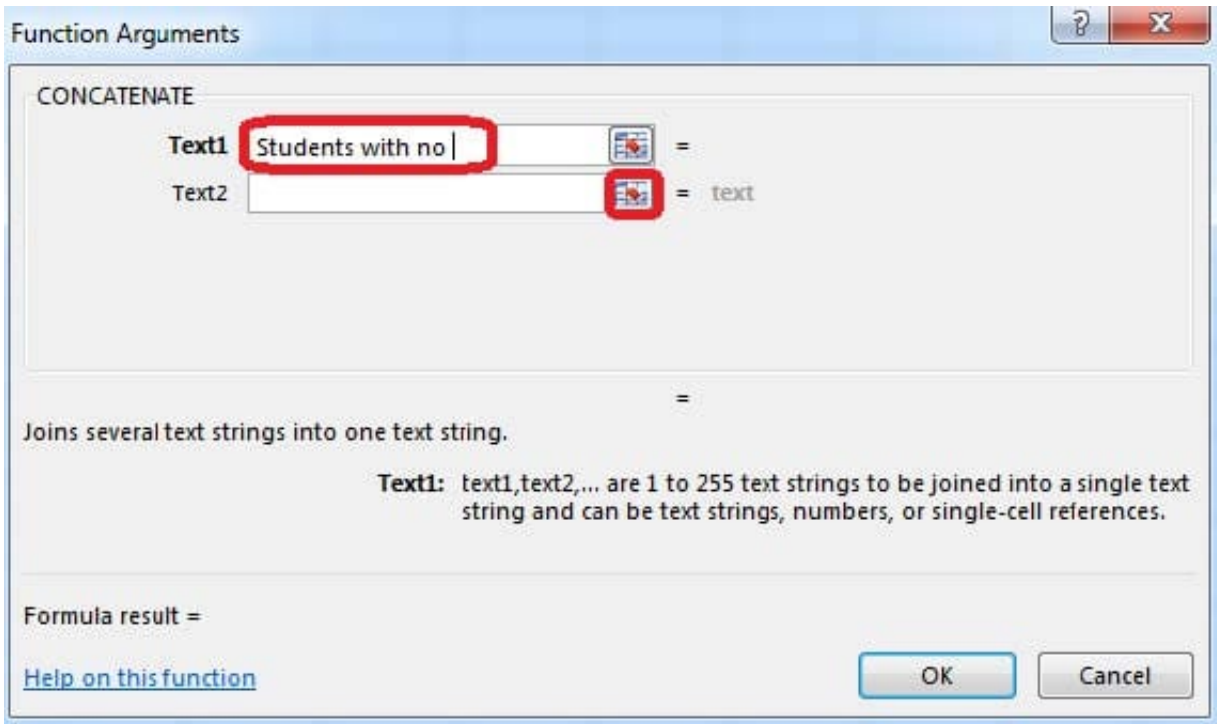 Function Arguments
?
X
CONCATENATE
Text1 Students with no =
Text2 = text
=
Joins several text strings into one text string.
Text1: text1,text2,... are 1 to 255 text strings to be joined into a single text
string and can be text strings, numbers, or single-cell references.
Formula result =
Help on this function
OK
Cancel